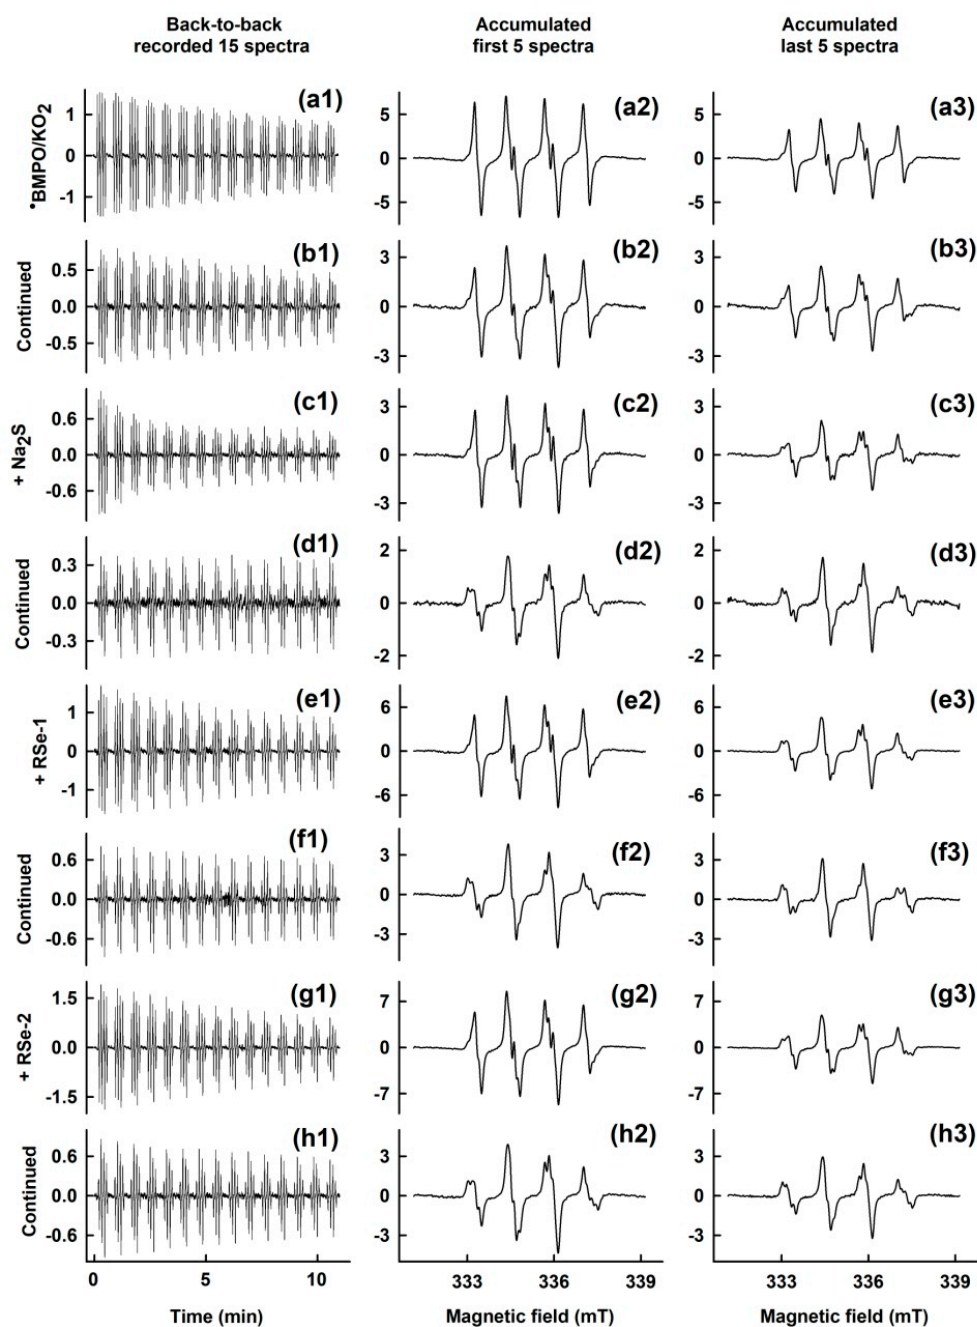 Back-to-back
recorded 15 spectra
Accumulated
first 5 spectra
Accumulated
last 5 spectra
•BMPO/KO2
1
0
-1
(a1)
5
0
-5
(a2)
5
0
-5
(a3)
Continued
0.5
0.0
-0.5
(b1)
3
0
-3
(b2)
3
0
-3
(b3)
+ Na2S
0.6
0.0
-0.6
(c1)
3
0
-3
(c2)
3
0
-3
(c3)
Continued
0.3
0.0
-0.3
(d1)
2
0
-2
(d2)
2
0
-2
(d3)
+ RSe-1
1
0
-1
(e1)
6
0
-6
(e2)
6
0
-6
(e3)
Continued
0.6
0.0
-0.6
(f1)
3
0
-3
(f2)
3
0
-3
(f3)
+ RSe-2
1.5
0.0
-1.5
(g1)
7
0
-7
(g2)
7
0
-7
(g3)
Continued
0.6
0.0
-0.6
(h1)
3
0
-3
(h2)
3
0
-3
(h3)
0 5 10
333 336 339
333 336 339
Time (min)
Magnetic field (mT)
Magnetic field (mT)